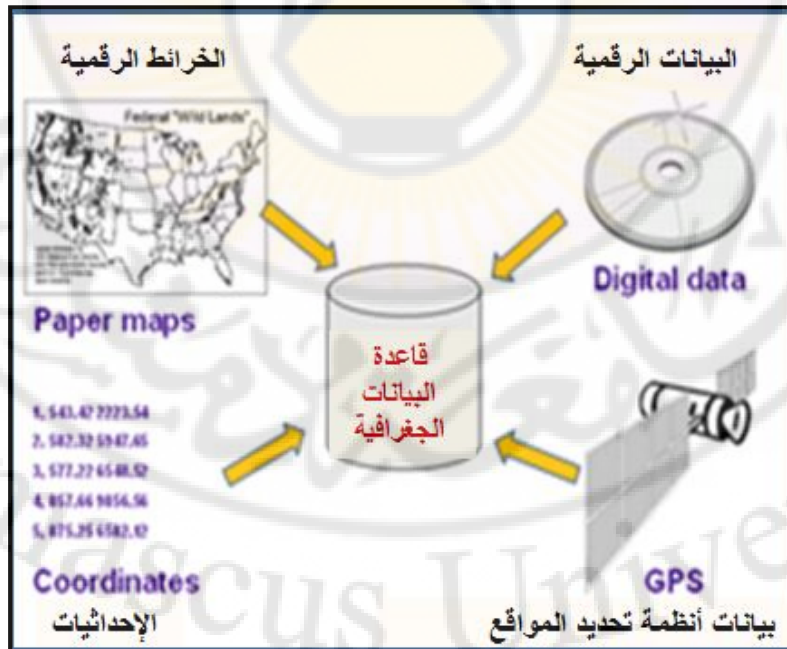 الخرائط الرقمية
البيانات الرقمية
Federal "Wild Lands"
Digital data
Paper maps
قاعدة
البيانات
الجغرافية
1, 543.47 2223.54
2, 582.32 5947.65
3, 577.22 6548.52
4, 857.66 9856.56
5, 875.25 6582.12
Coordinates
GPS
الإحداثيات
بيانات أنظمة تحديد المواقع